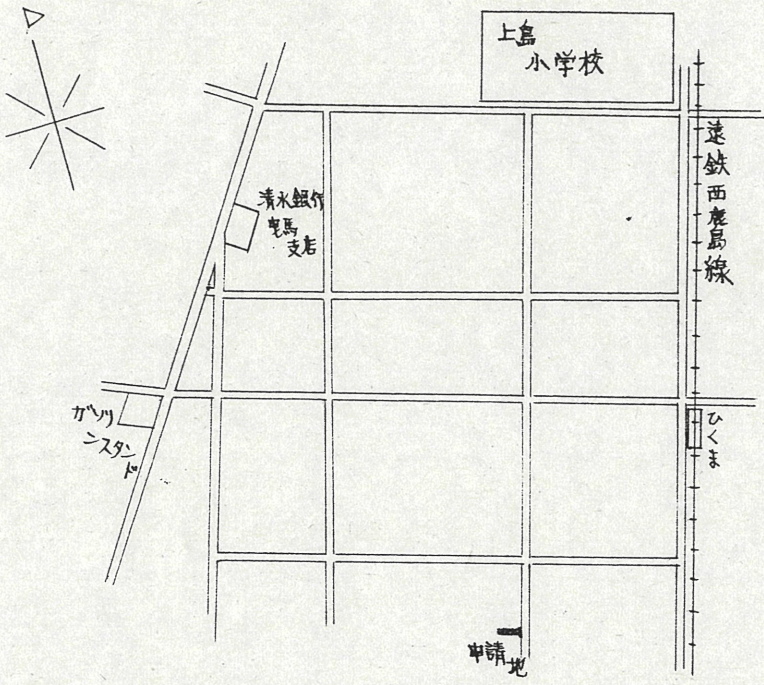 上島
小学校
遠鉄西鹿島線
清水銀行
曳馬
支店
ガソリ
ンスタン
ド
ひくま
申請
地